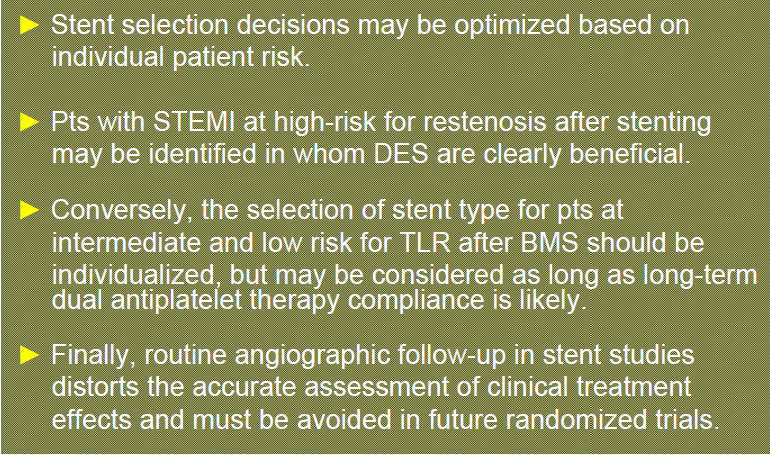 ► Stent selection decisions may be optimized based on
individual patient risk.
► Pts with STEMI at high-risk for restenosis after stenting
may be identified in whom DES are clearly beneficial.
► Conversely, the selection of stent type for pts at
intermediate and low risk for TLR after BMS should be
individualized, but may be considered as long as long-term
dual antiplatelet therapy compliance is likely.
► Finally, routine angiographic follow-up in stent studies
distorts the accurate assessment of clinical treatment
effects and must be avoided in future randomized trials.